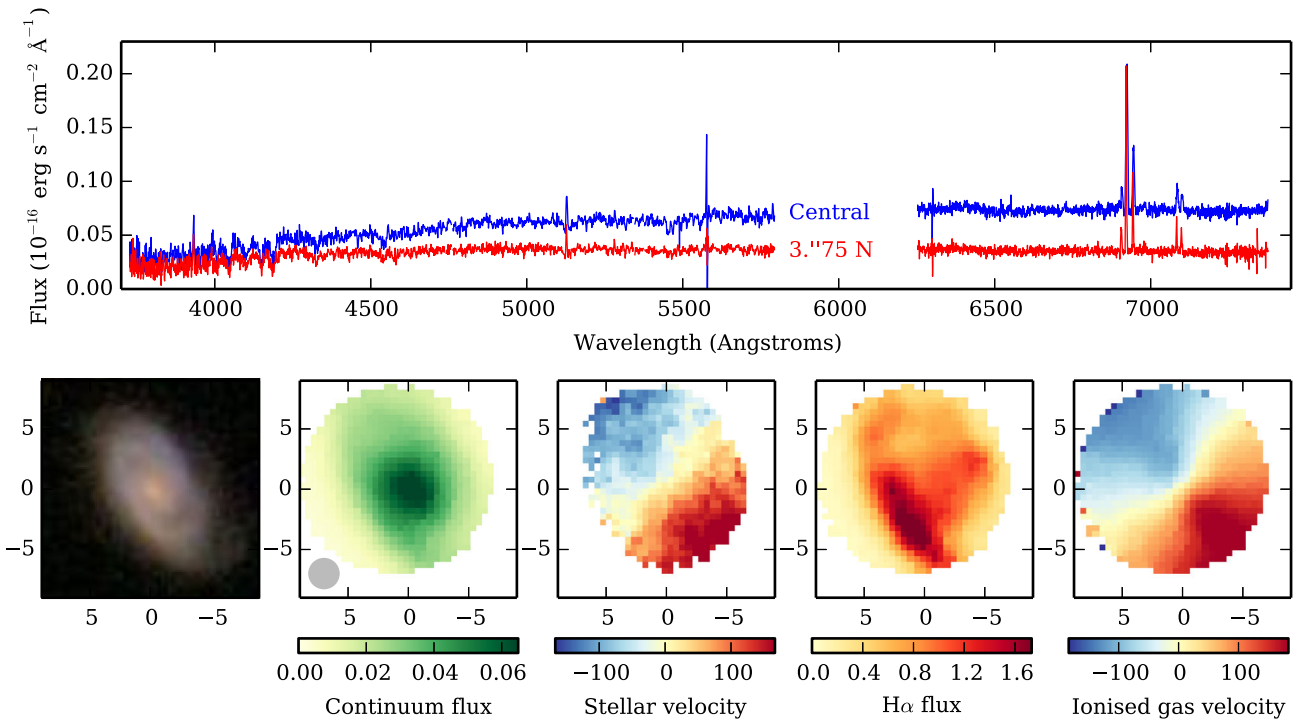 Flux (10⁻¹⁶ erg s⁻¹ cm⁻² Å⁻¹)
0.20
0.15
0.10
0.05
0.00
Central
3."75 N
4000 4500 5000 5500 6000 6500 7000
Wavelength (Angstroms)
5 0 −5
5 0 −5
5 0 −5
5 0 −5
5 0 −5
5 0 −5
5 0 −5
5 0 −5
5 0 −5
5 0 −5
0.00 0.02 0.04 0.06
−100 0 100
0.0 0.4 0.8 1.2 1.6
−100 0 100
Continuum flux
Stellar velocity
Hα flux
Ionised gas velocity